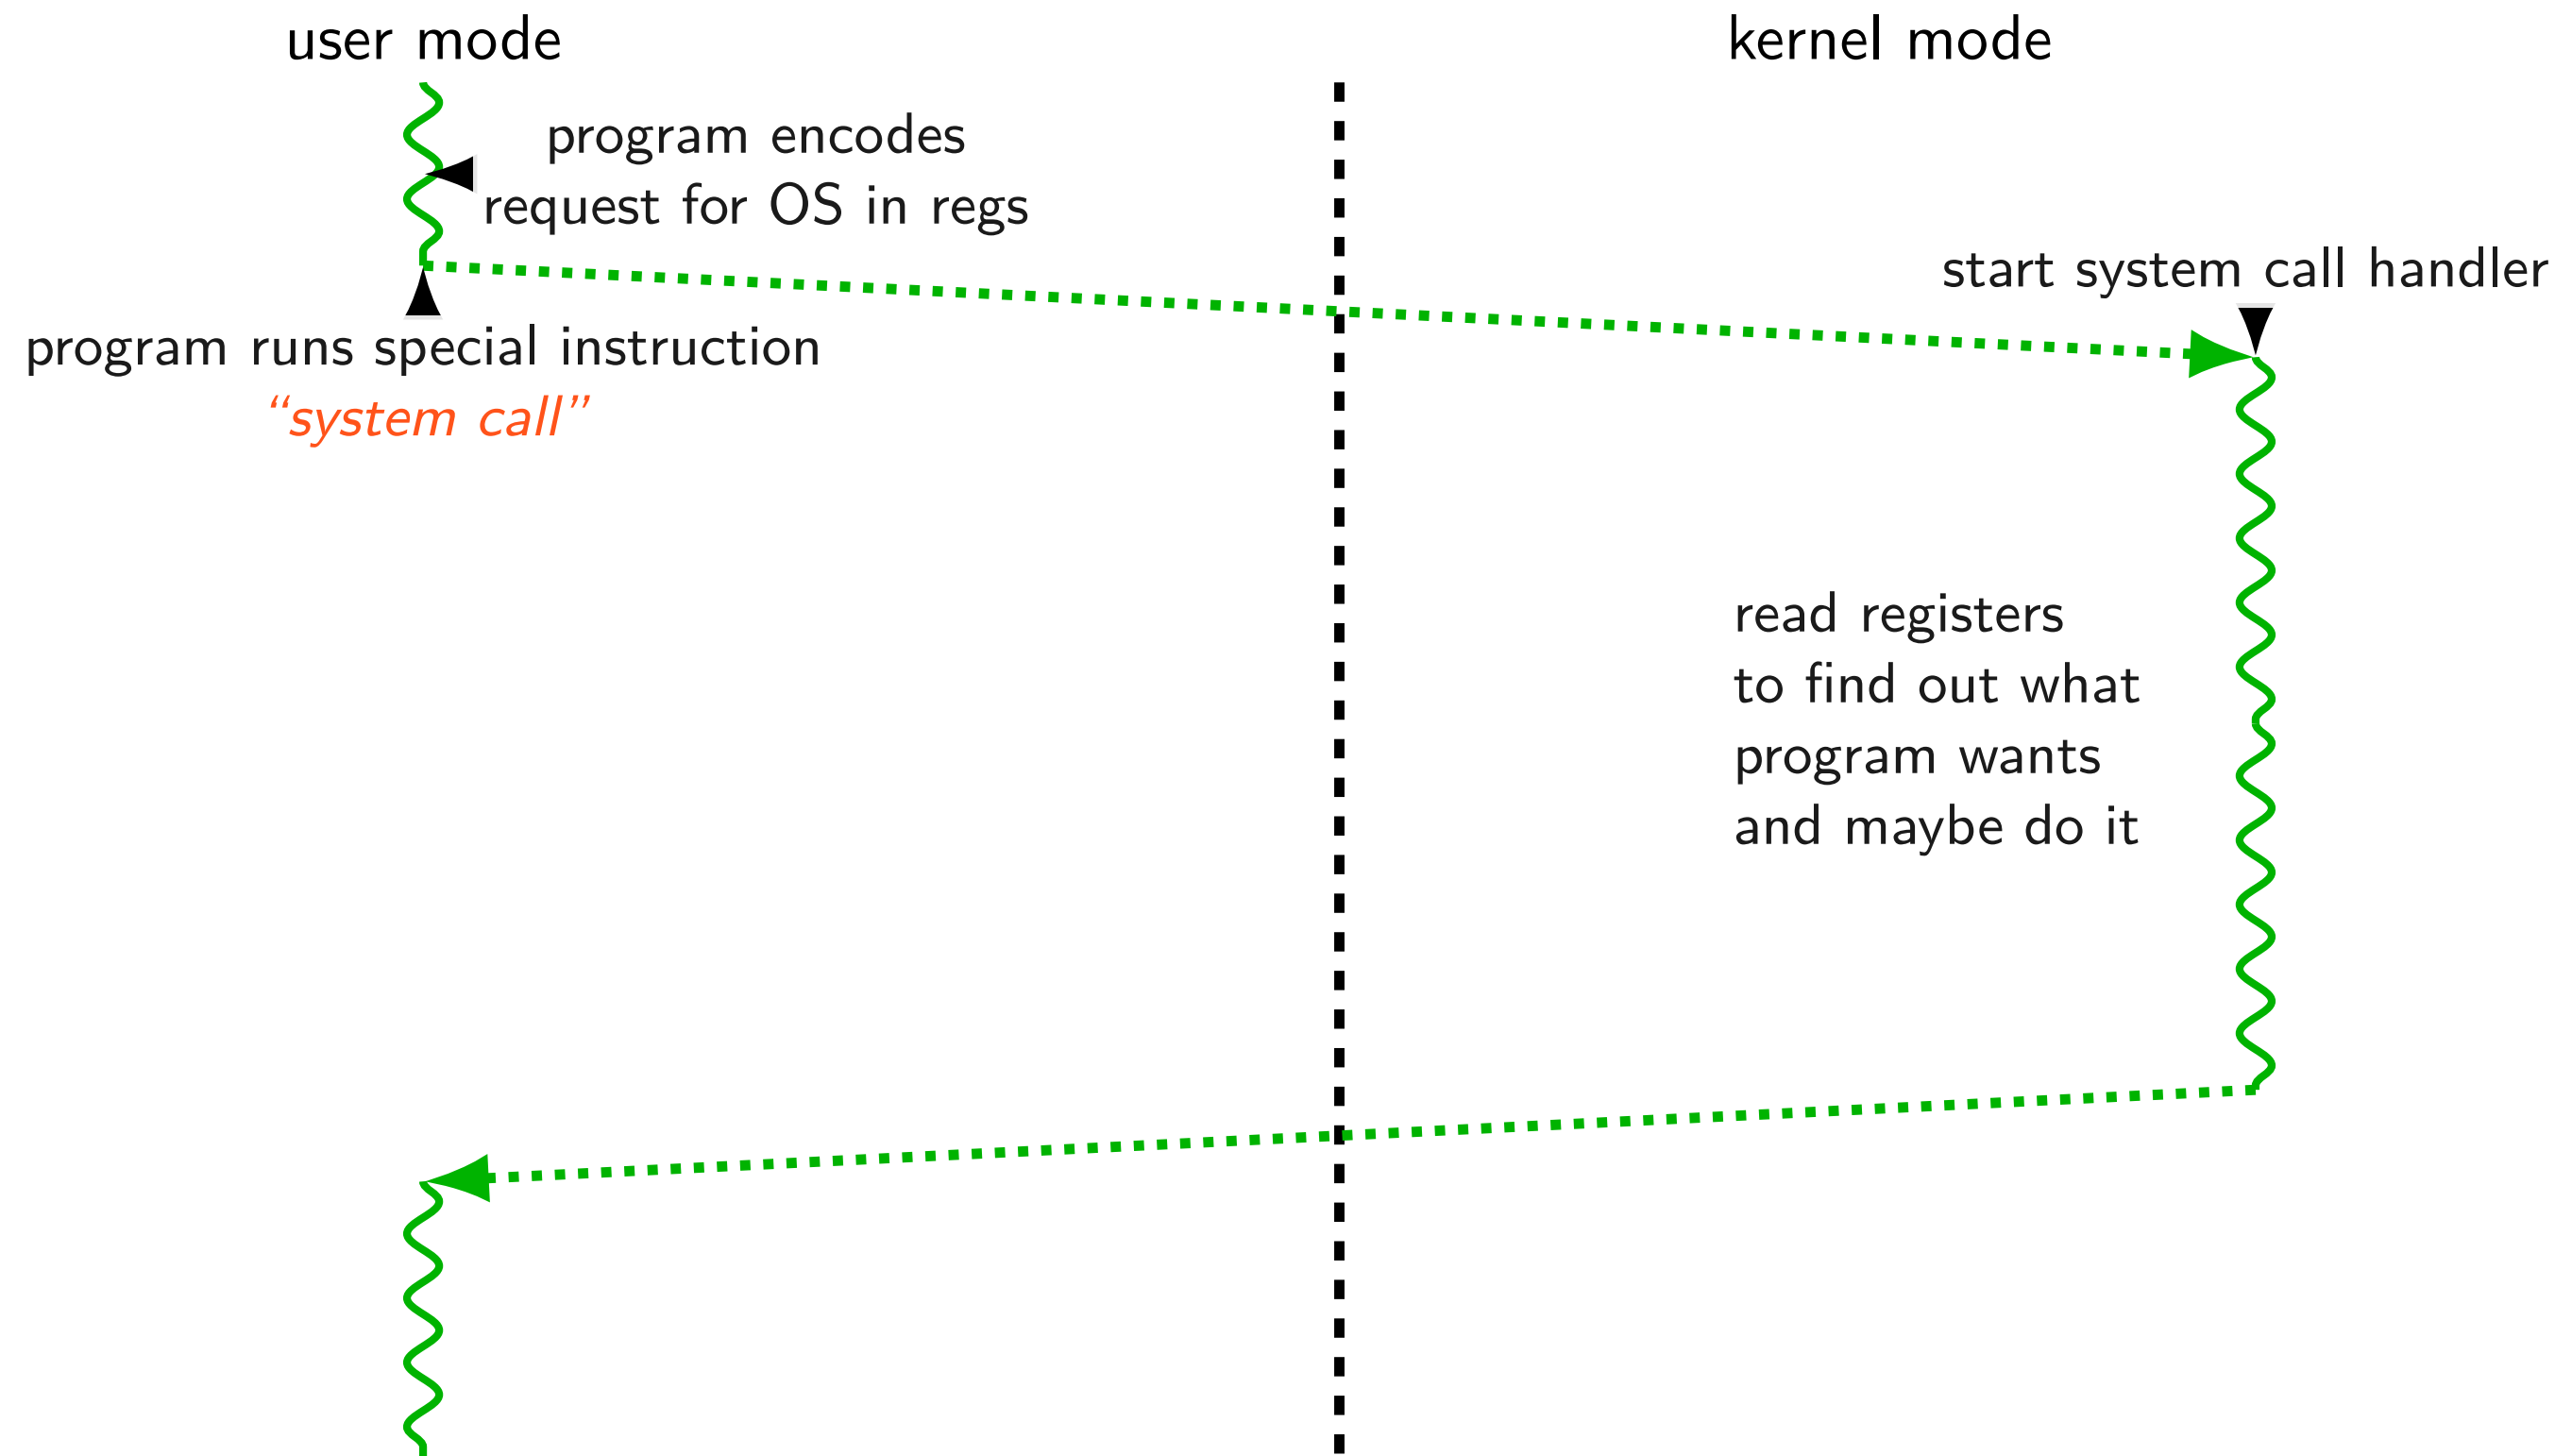 user mode
kernel mode
program encodes
request for OS in regs
start system call handler
program runs special instruction
“system call”
read registers
to find out what
program wants
and maybe do it